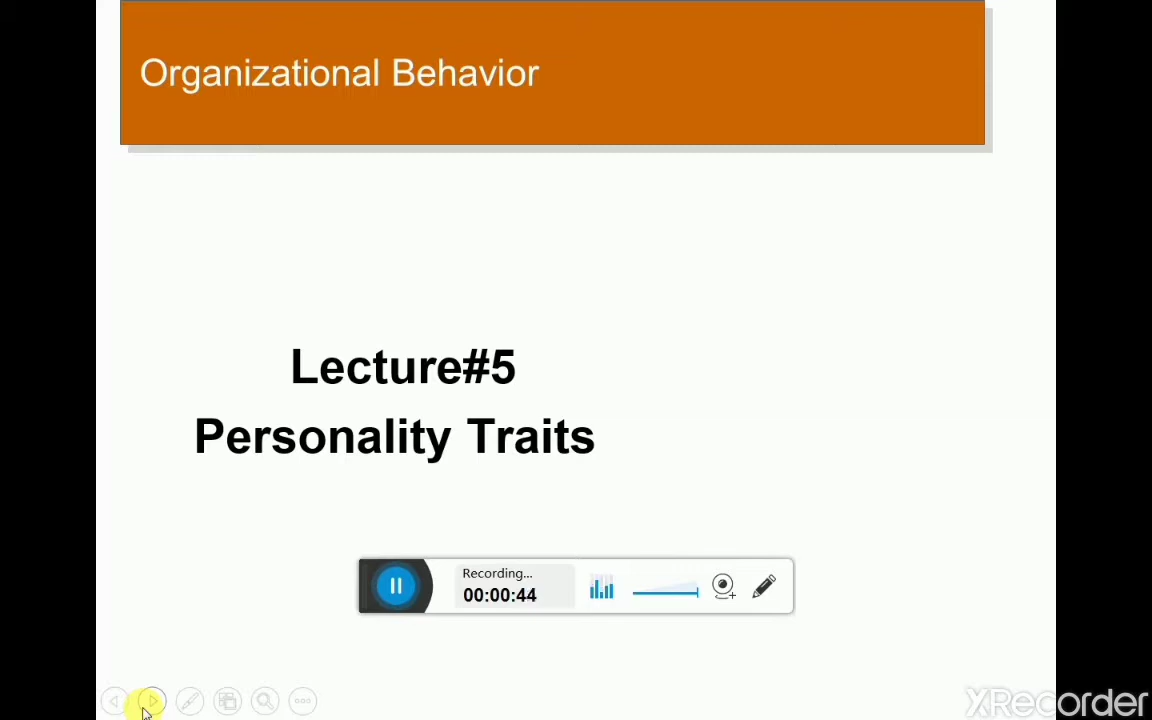 Organizational Behavior
Lecture#5
Personality Traits
Recording...
00:00:44
XRecorder